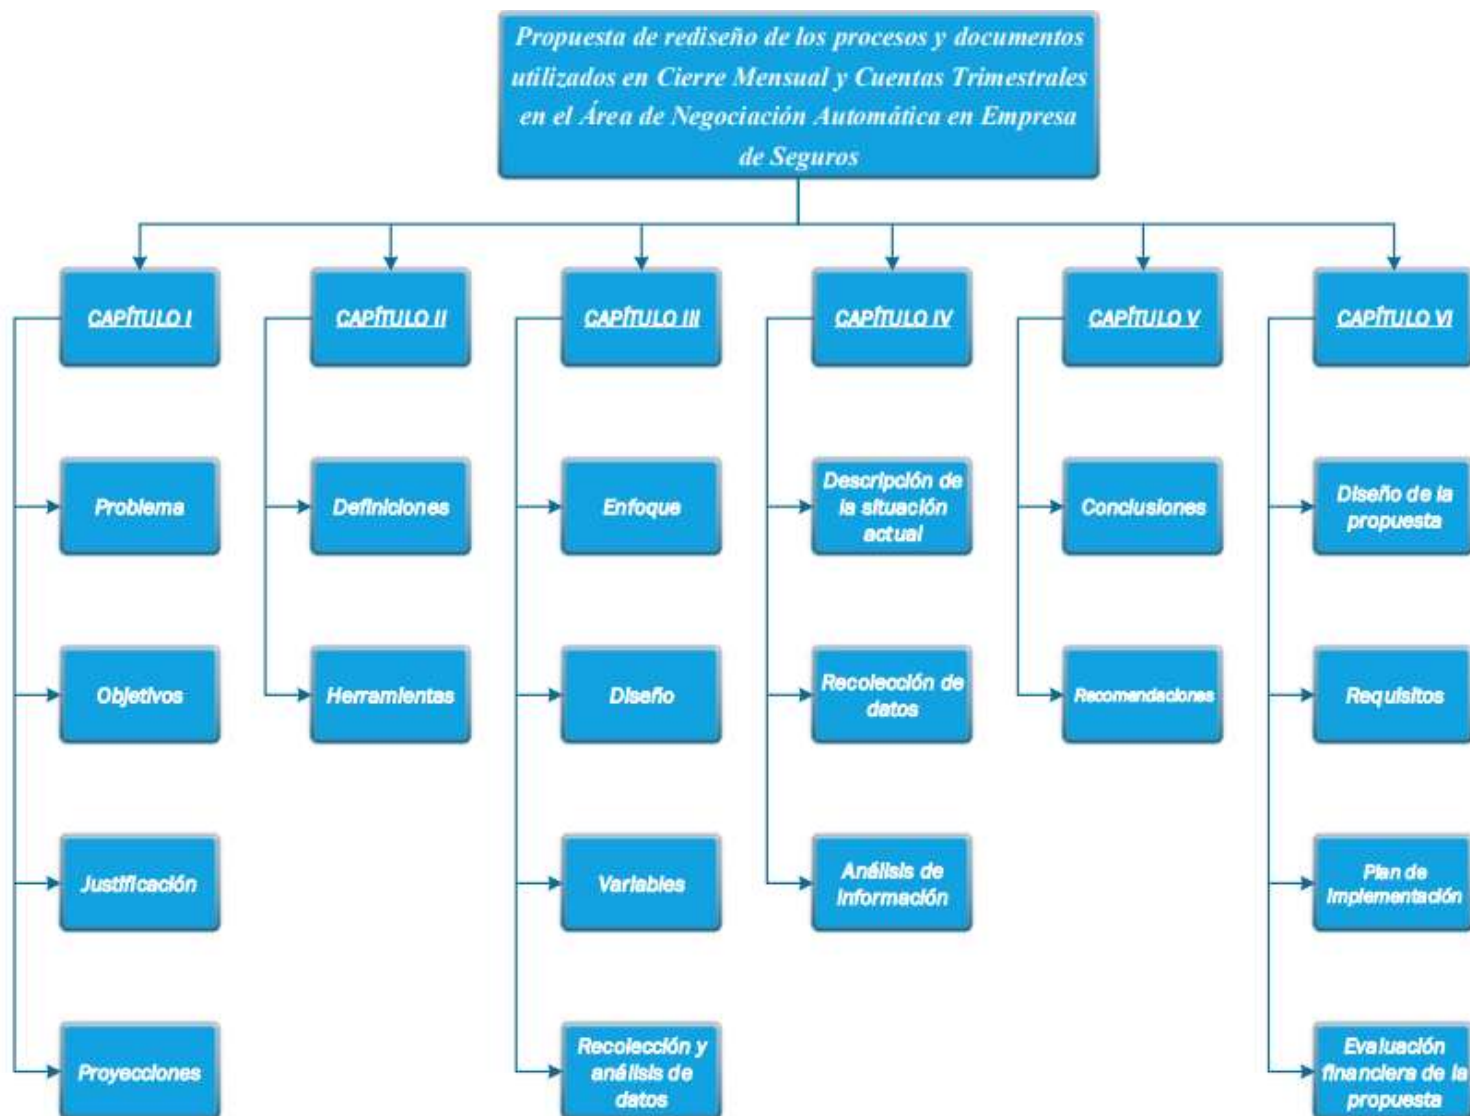 Propuesta de rediseño de los procesos y documentos
utilizados en Cierre Mensual y Cuentas Trimestrales
en el Área de Negociación Automática en Empresa
de Seguros
CAPÍTULO I
CAPÍTULO II
CAPÍTULO III
CAPÍTULO IV
CAPÍTULO V
CAPÍTULO VI
Problema
Definiciones
Enfoque
Descripción de
la situación
actual
Conclusiones
Diseño de la
propuesta
Objetivos
Herramientas
Diseño
Recolección de
datos
Recomendaciones
Requisitos
Justificación
Variables
Análisis de
información
Plan de
Implementación
Proyecciones
Recolección y
análisis de
datos
Evaluación
financiera de la
propuesta